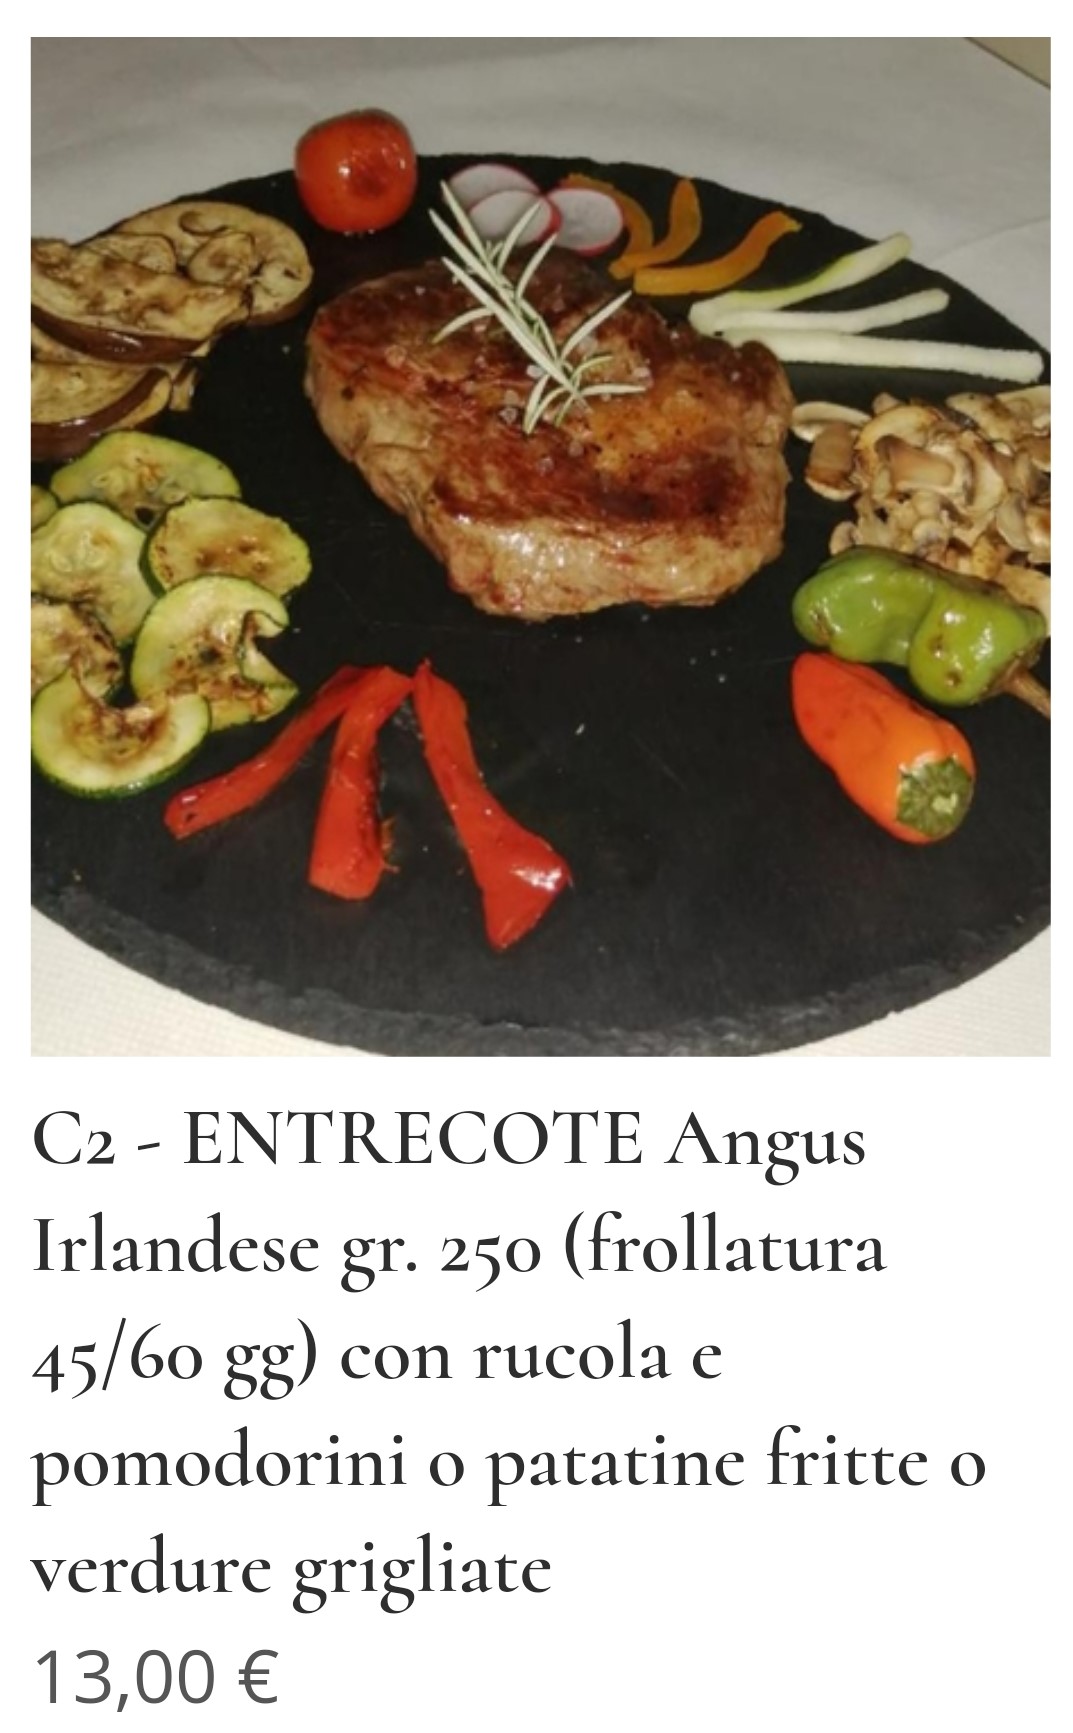 C2 - ENTRECOTE Angus
Irlandese gr. 250 (frollatura
45/60 gg) con rucola e
pomodorini o patatine fritte o
verdure grigliate
13,00 €